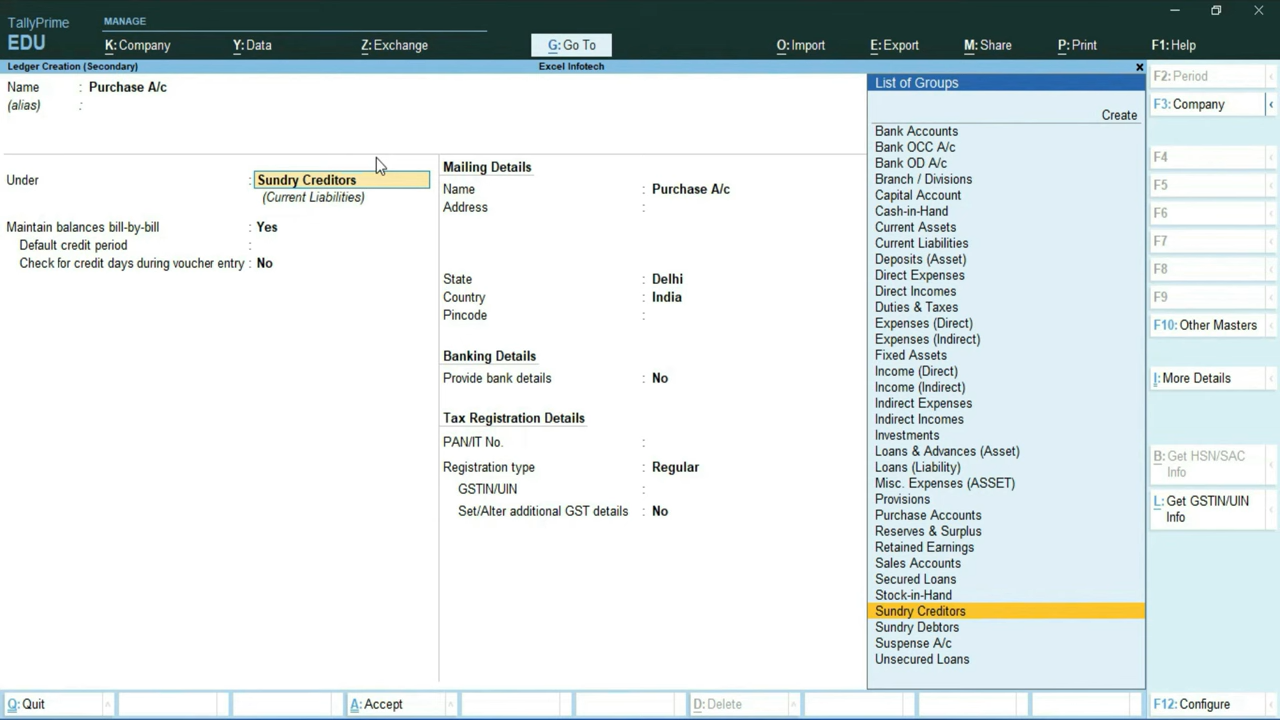 TallyPrime
EDU
MANAGE
K: Company
Y: Data
Z: Exchange
G: Go To
O: Import
E: Export
M: Share
P: Print
F1: Help
Ledger Creation (Secondary)
Excel Infotech
Name : Purchase A/c
(alias) :
Under : Sundry Creditors
(Current Liabilities)
Maintain balances bill-by-bill : Yes
Default credit period :
Check for credit days during voucher entry : No
Mailing Details
Name : Purchase A/c
Address :
State : Delhi
Country : India
Pincode :
Banking Details
Provide bank details : No
Tax Registration Details
PAN/IT No. :
Registration type : Regular
GSTIN/UIN :
Set/Alter additional GST details : No
List of Groups
Create
Bank Accounts
Bank OCC A/c
Bank OD A/c
Branch / Divisions
Capital Account
Cash-in-Hand
Current Assets
Current Liabilities
Deposits (Asset)
Direct Expenses
Direct Incomes
Duties & Taxes
Expenses (Direct)
Expenses (Indirect)
Fixed Assets
Income (Direct)
Income (Indirect)
Indirect Expenses
Indirect Incomes
Investments
Loans & Advances (Asset)
Loans (Liability)
Misc. Expenses (ASSET)
Provisions
Purchase Accounts
Reserves & Surplus
Retained Earnings
Sales Accounts
Secured Loans
Stock-in-Hand
Sundry Creditors
Sundry Debtors
Suspense A/c
Unsecured Loans
F2: Period
F3: Company
F4
F5
F6
F7
F8
F9
F10: Other Masters
I: More Details
B: Get HSN/SAC
Info
L: Get GSTIN/UIN
Info
Q: Quit
A: Accept
D: Delete
F12: Configure